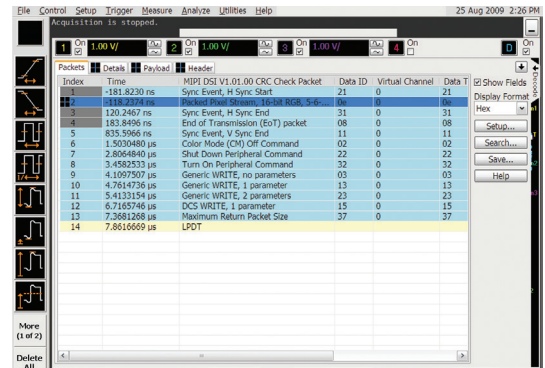 File Control Setup Trigger Measure Analyze Utilities Help 25 Aug 2009 2:26 PM
Acquisition is stopped.
1 On 1.00 V/ 2 On 1.00 V/ 3 On 1.00 V/ 4 On D On
Packets Details Payload Header
Index Time MIPI DSI V1.01.00 CRC Check Packet Data ID Virtual Channel Data T
1 -181.8230 ns Sync Event, H Sync Start 21 0 21
2 -118.2374 ns Packed Pixel Stream, 16-bit RGB, 5-6-... 0e 0 0e
3 120.2467 ns Sync Event, H Sync End 31 0 31
4 183.8496 ns End of Transmission (EoT) packet 08 0 08
5 835.5966 ns Sync Event, V Sync End 11 0 11
6 1.5030480 µs Color Mode (CM) Off Command 02 0 02
7 2.8064840 µs Shut Down Peripheral Command 22 0 22
8 3.4582533 µs Turn On Peripheral Command 32 0 32
9 4.1097507 µs Generic WRITE, no parameters 03 0 03
10 4.7614736 µs Generic WRITE, 1 parameter 13 0 13
11 5.4133154 µs Generic WRITE, 2 parameters 23 0 23
12 6.7165746 µs DCS WRITE, 1 parameter 15 0 15
13 7.3681268 µs Maximum Return Packet Size 37 0 37
14 7.8616669 µs LPDT
Decode
Show Fields
Display Format
Hex
Setup...
Search...
Save...
Help
More
(1 of 2)
Delete
All